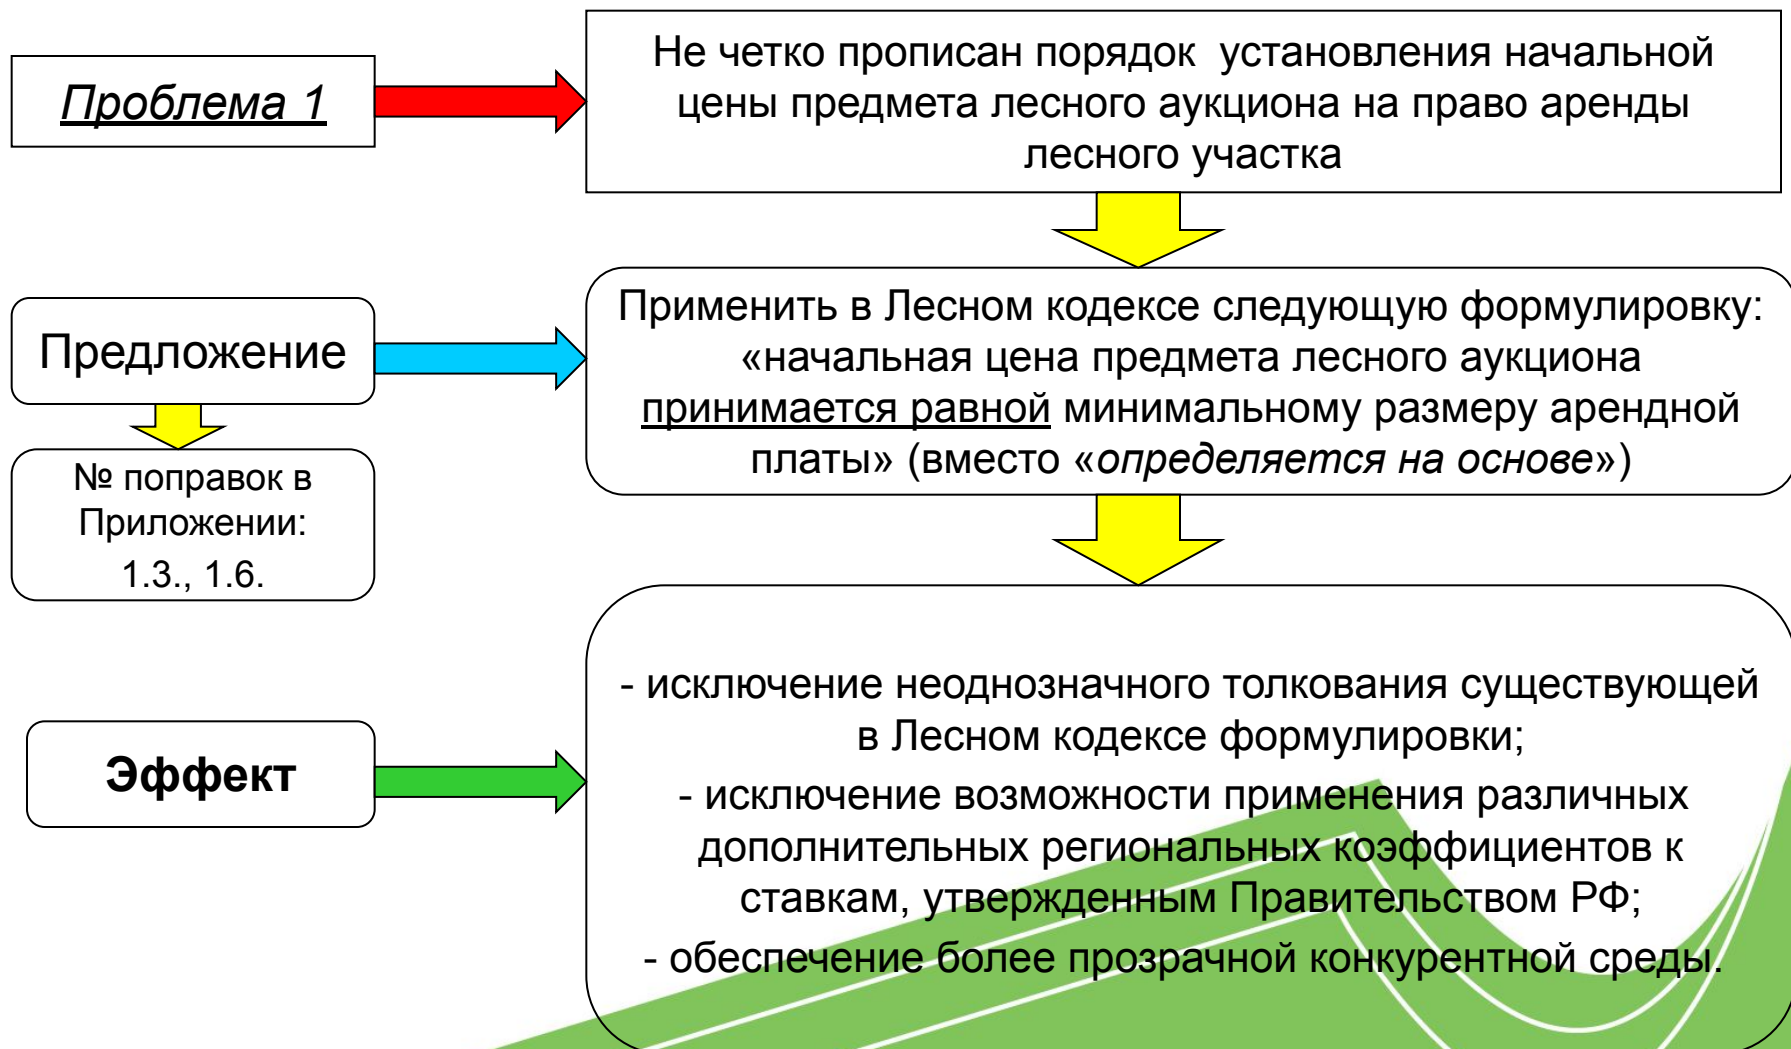 Проблема 1
Не четко прописан порядок установления начальной
цены предмета лесного аукциона на право аренды
лесного участка
Предложение
Применить в Лесном кодексе следующую формулировку:
«начальная цена предмета лесного аукциона
принимается равной минимальному размеру арендной
платы» (вместо «определяется на основе»)
№ поправок в
Приложении:
1.3., 1.6.
Эффект
- исключение неоднозначного толкования существующей
в Лесном кодексе формулировки;
- исключение возможности применения различных
дополнительных региональных коэффициентов к
ставкам, утвержденным Правительством РФ;
- обеспечение более прозрачной конкурентной среды.